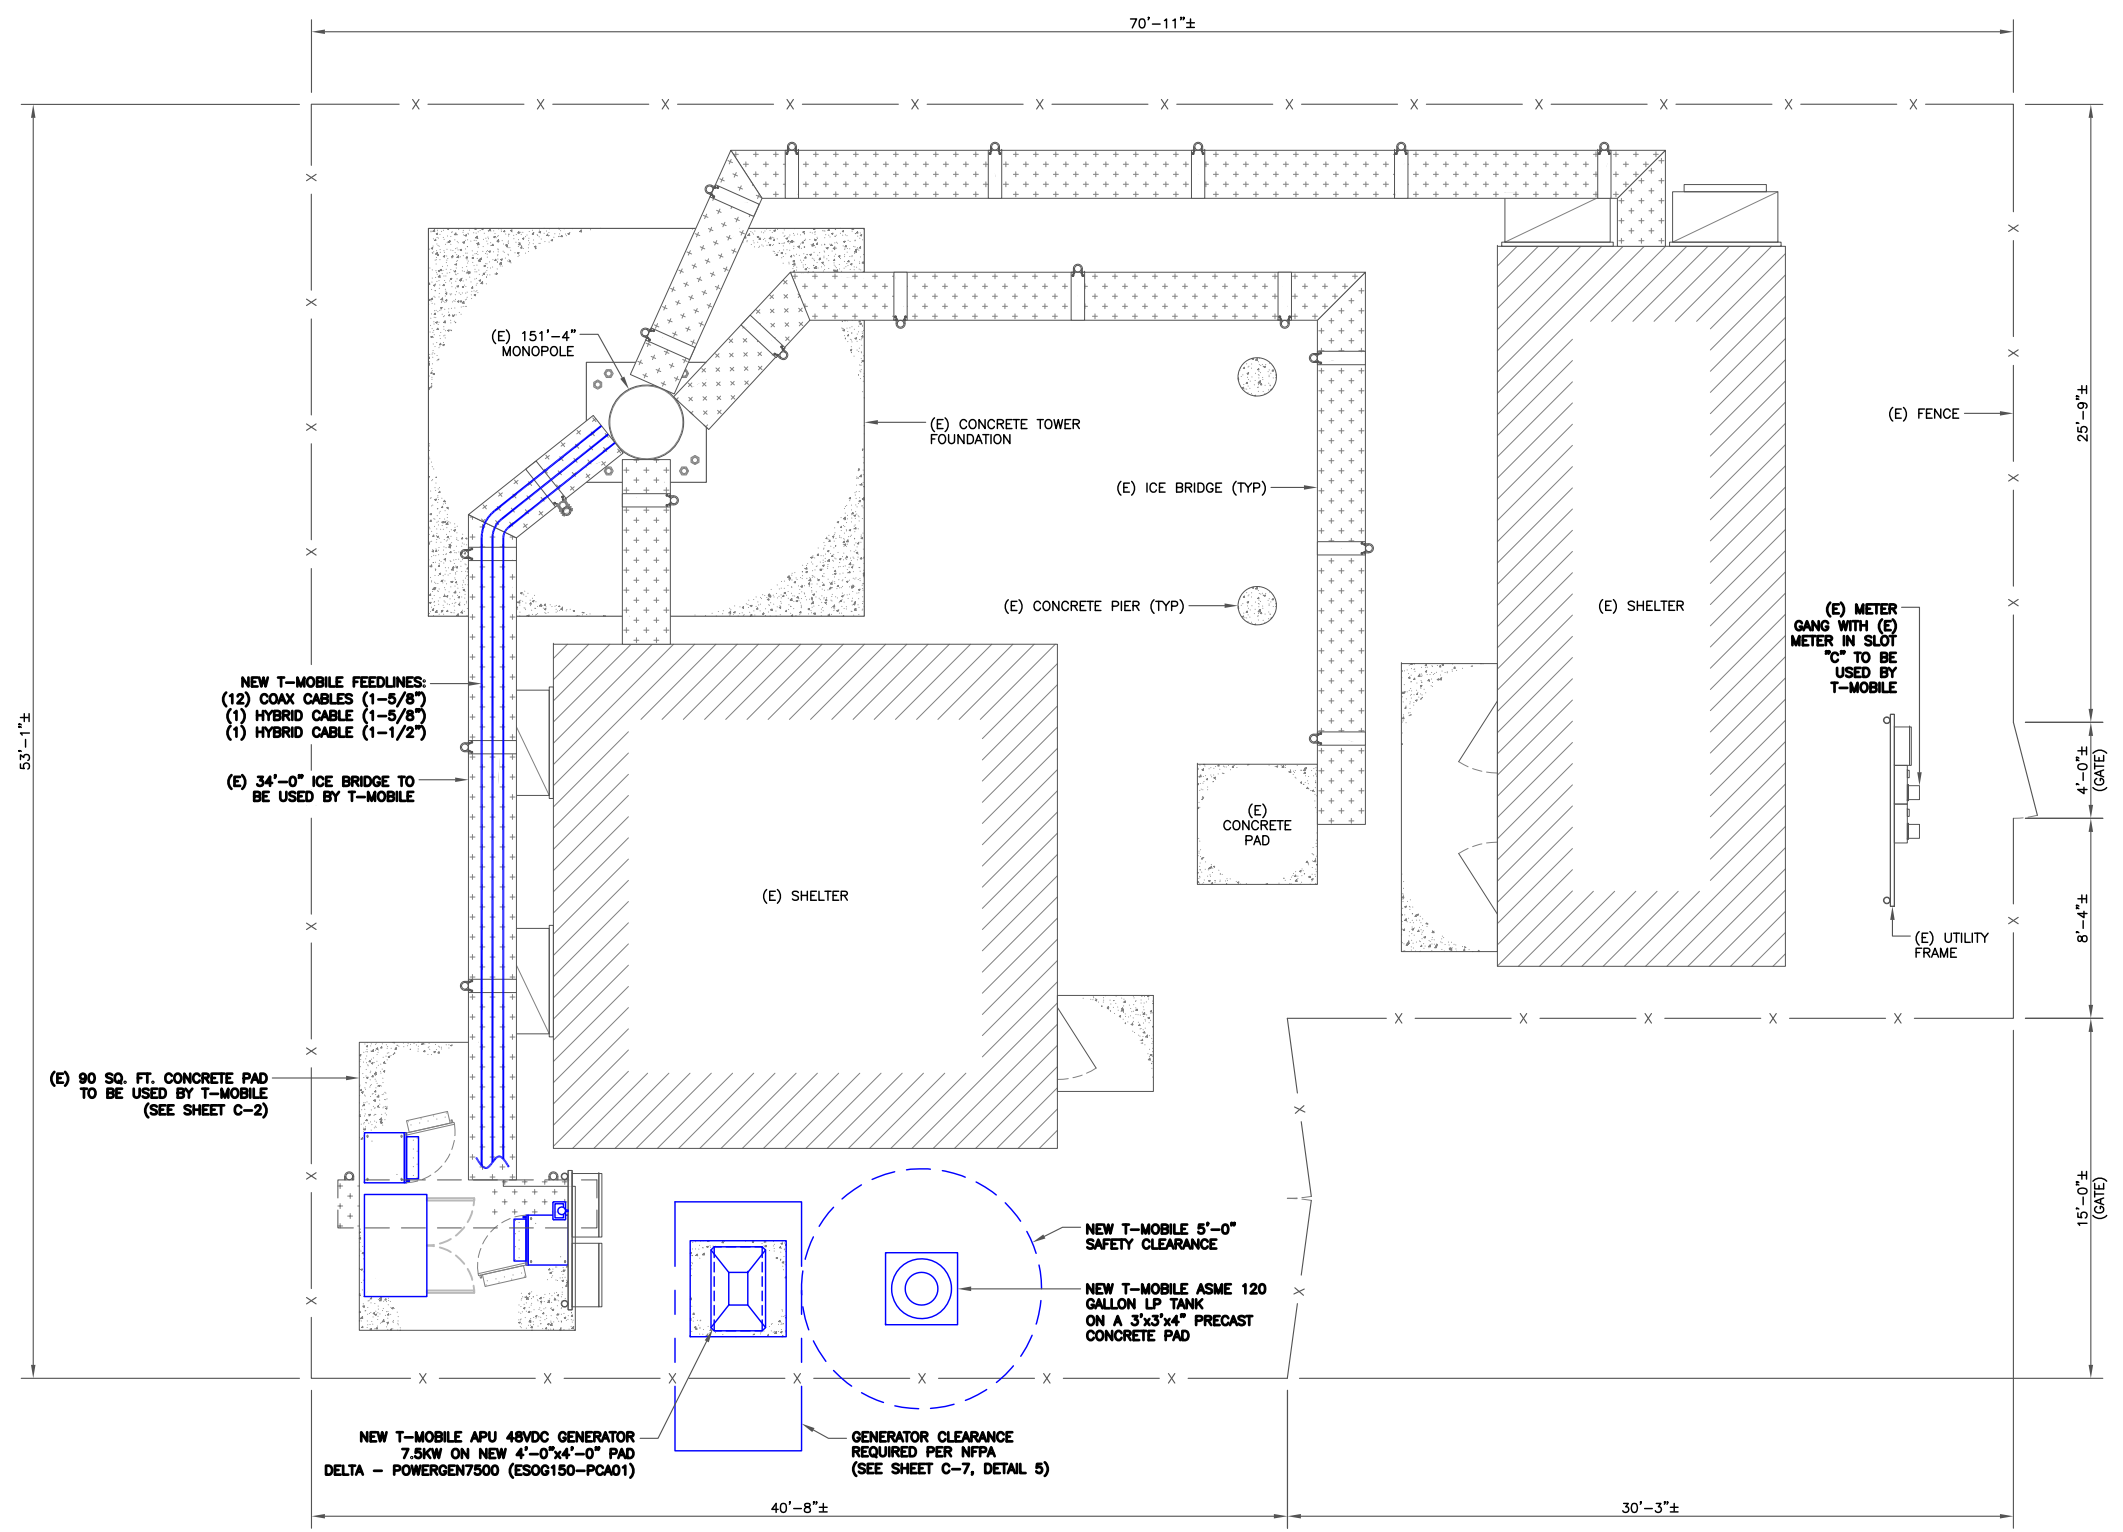 70'-11"±
(E) 151'-4"
MONOPOLE
(E) CONCRETE TOWER
FOUNDATION
(E) FENCE
25'-9"±
(E) ICE BRIDGE (TYP)
(E) CONCRETE PIER (TYP)
(E) SHELTER
(E) METER
GANG WITH (E)
METER IN SLOT
"C" TO BE
USED BY
T-MOBILE
NEW T-MOBILE FEEDLINES:
(12) COAX CABLES (1-5/8")
(1) HYBRID CABLE (1-5/8")
(1) HYBRID CABLE (1-1/2")
53'-1"±
(E) 34'-0" ICE BRIDGE TO
BE USED BY T-MOBILE
4'-0"±
(GATE)
(E)
CONCRETE
PAD
(E) SHELTER
8'-4"±
(E) UTILITY
FRAME
(E) 90 SQ. FT. CONCRETE PAD
TO BE USED BY T-MOBILE
(SEE SHEET C-2)
15'-0"±
(GATE)
NEW T-MOBILE 5'-0"
SAFETY CLEARANCE
NEW T-MOBILE ASME 120
GALLON LP TANK
ON A 3'x3'x4" PRECAST
CONCRETE PAD
NEW T-MOBILE APU 48VDC GENERATOR
7.5KW ON NEW 4'-0"x4'-0" PAD
DELTA - POWERGEN7500 (ESOG150-PCA01)
GENERATOR CLEARANCE
REQUIRED PER NFPA
(SEE SHEET C-7, DETAIL 5)
40'-8"±
30'-3"±